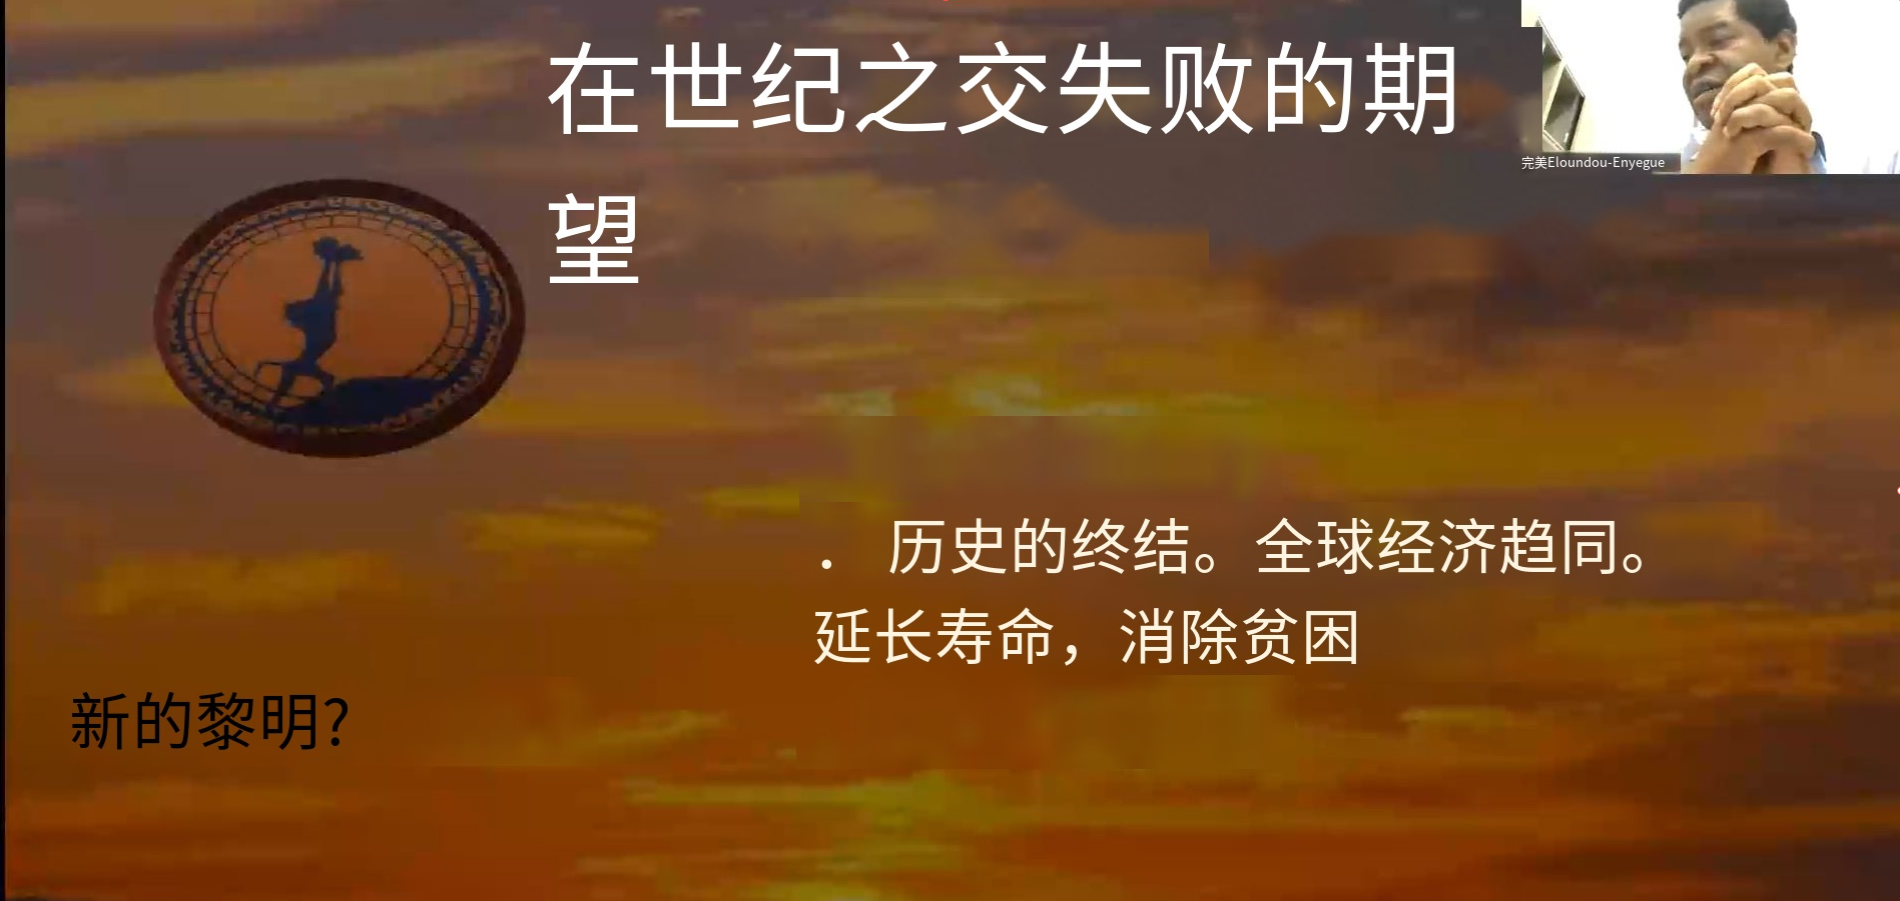 在世纪之交失败的期
望
完美Eloundou-Enyegue
. 历史的终结。全球经济趋同。
延长寿命，消除贫困
新的黎明?